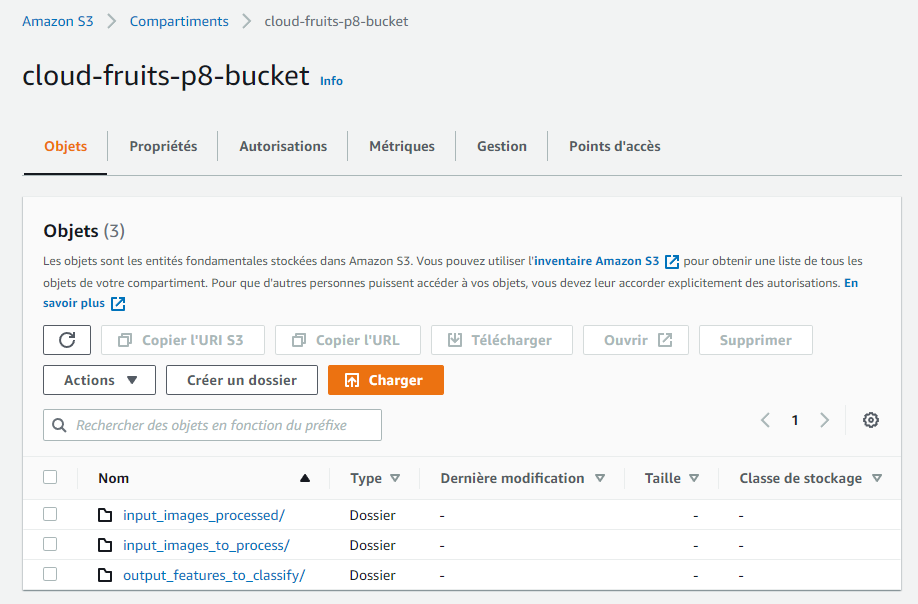 Amazon S3 > Compartiments > cloud-fruits-p8-bucket
cloud-fruits-p8-bucket Info
Objets Propriétés Autorisations Métriques Gestion Points d'accès
Objets (3)
Les objets sont les entités fondamentales stockées dans Amazon S3. Vous pouvez utiliser l'inventaire Amazon S3 pour obtenir une liste de tous les
objets de votre compartiment. Pour que d'autres personnes puissent accéder à vos objets, vous devez leur accorder explicitement des autorisations. En
savoir plus
Copier l'URI S3 Copier l'URL Télécharger Ouvrir Supprimer
Actions Créer un dossier Charger
Rechercher des objets en fonction du préfixe 1
Nom Type Dernière modification Taille Classe de stockage
input_images_processed/ Dossier - - -
input_images_to_process/ Dossier - - -
output_features_to_classify/ Dossier - - -